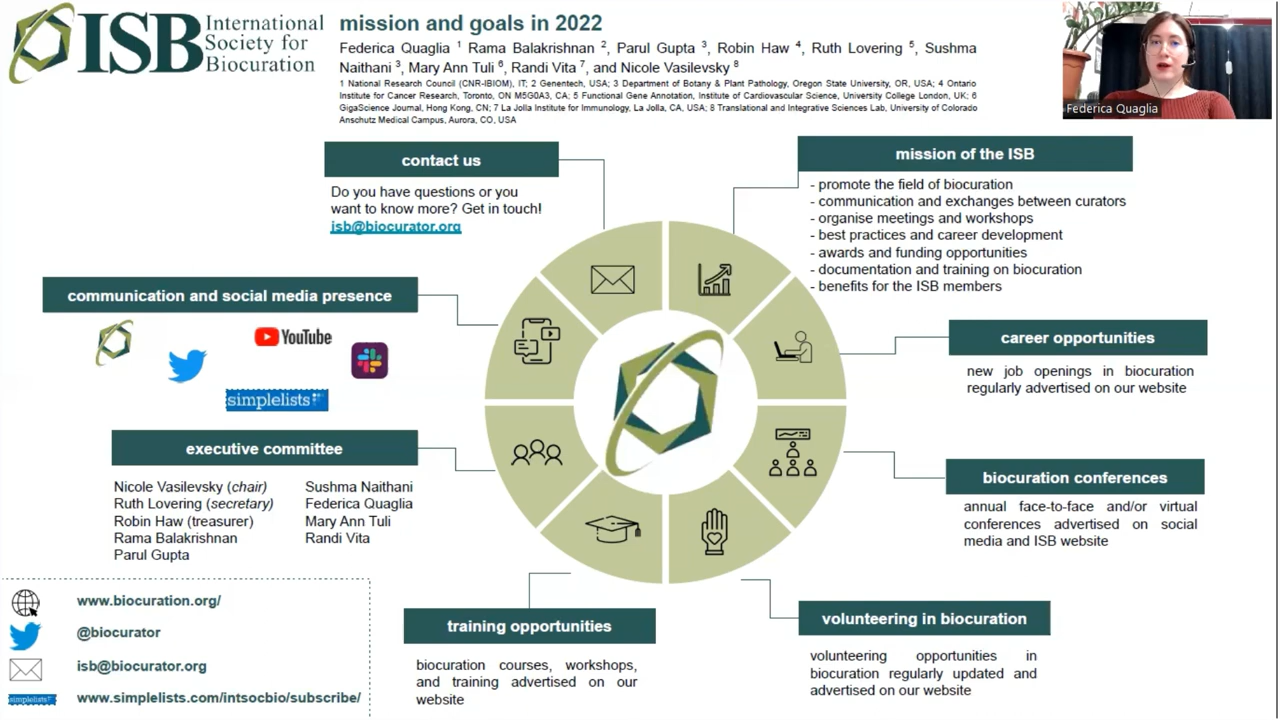 ISB International
Society for
Biocuration
mission and goals in 2022
Federica Quaglia 1 Rama Balakrishnan 2, Parul Gupta 3, Robin Haw 4, Ruth Lovering 5, Sushma
Naithani 3, Mary Ann Tuli 6, Randi Vita 7, and Nicole Vasilevsky 8
1 National Research Council (CNR-IBIOM), IT; 2 Genentech, USA; 3 Department of Botany & Plant Pathology, Oregon State University, OR, USA; 4 Ontario
Institute for Cancer Research, Toronto, ON M5G0A3, CA; 5 Functional Gene Annotation, Institute of Cardiovascular Science, University College London, UK; 6
GigaScience Journal, Hong Kong, CN; 7 La Jolla Institute for Immunology, La Jolla, CA, USA; 8 Translational and Integrative Sciences Lab, University of Colorado
Anschutz Medical Campus, Aurora, CO, USA
Federica Quaglia
contact us
Do you have questions or you
want to know more? Get in touch!
isb@biocurator.org
mission of the ISB
- promote the field of biocuration
- communication and exchanges between curators
- organise meetings and workshops
- best practices and career development
- awards and funding opportunities
- documentation and training on biocuration
- benefits for the ISB members
communication and social media presence
YouTube
simplelists
career opportunities
new job openings in biocuration
regularly advertised on our website
executive committee
Nicole Vasilevsky (chair)
Ruth Lovering (secretary)
Robin Haw (treasurer)
Rama Balakrishnan
Parul Gupta
Sushma Naithani
Federica Quaglia
Mary Ann Tuli
Randi Vita
biocuration conferences
annual face-to-face and/or virtual
conferences advertised on social
media and ISB website
training opportunities
biocuration courses, workshops,
and training advertised on our
website
volunteering in biocuration
volunteering opportunities in
biocuration regularly updated and
advertised on our website
www.biocuration.org/
@biocurator
isb@biocurator.org
simplelists www.simplelists.com/intsocbio/subscribe/